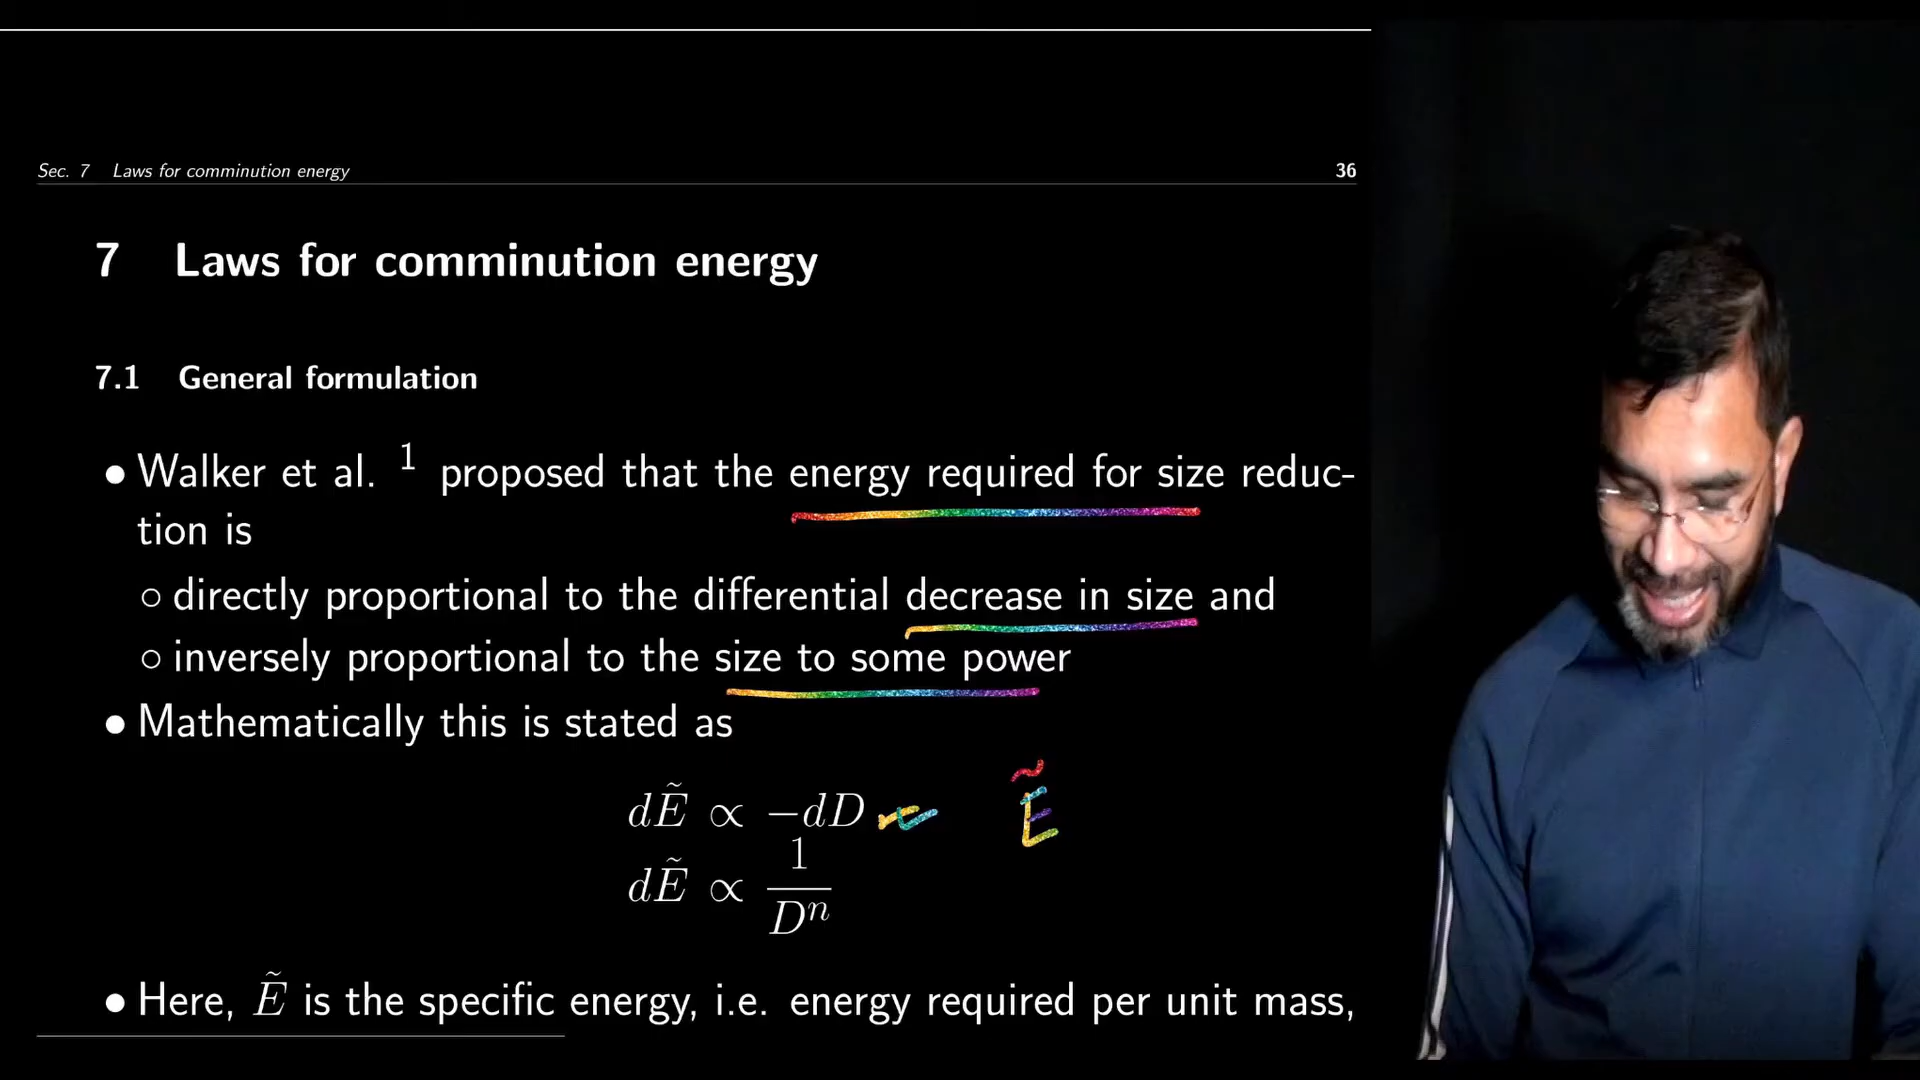 Sec. 7 Laws for comminution energy 36
7 Laws for comminution energy
7.1 General formulation
● Walker et al. ¹ proposed that the energy required for size reduc-
tion is
○ directly proportional to the differential decrease in size and
○ inversely proportional to the size to some power
● Mathematically this is stated as
dẼ ∝ −dD Ẽ
dẼ ∝ 1/Dⁿ
● Here, Ẽ is the specific energy, i.e. energy required per unit mass,